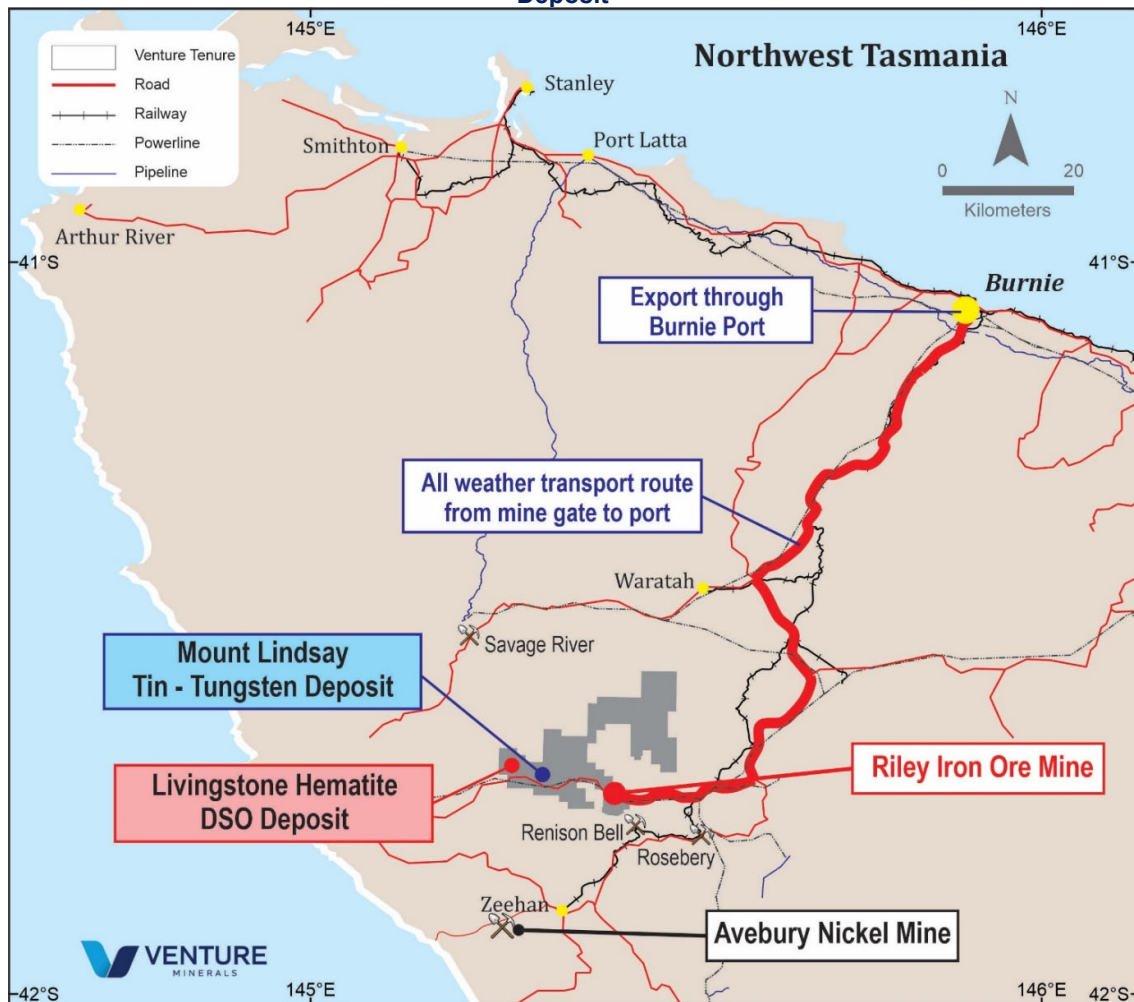 Deposit
145°E
146°E
Venture Tenure
Road
Railway
Powerline
Pipeline
Northwest Tasmania
N
0 20
Kilometers
Stanley
Smithton
Port Latta
Arthur River
41°S
41°S
Burnie
Export through
Burnie Port
All weather transport route
from mine gate to port
Waratah
Savage River
Mount Lindsay
Tin - Tungsten Deposit
Livingstone Hematite
DSO Deposit
Riley Iron Ore Mine
Renison Bell
Rosebery
Zeehan
Avebury Nickel Mine
VENTURE
MINERALS
42°S
145°E
146°E
42°S